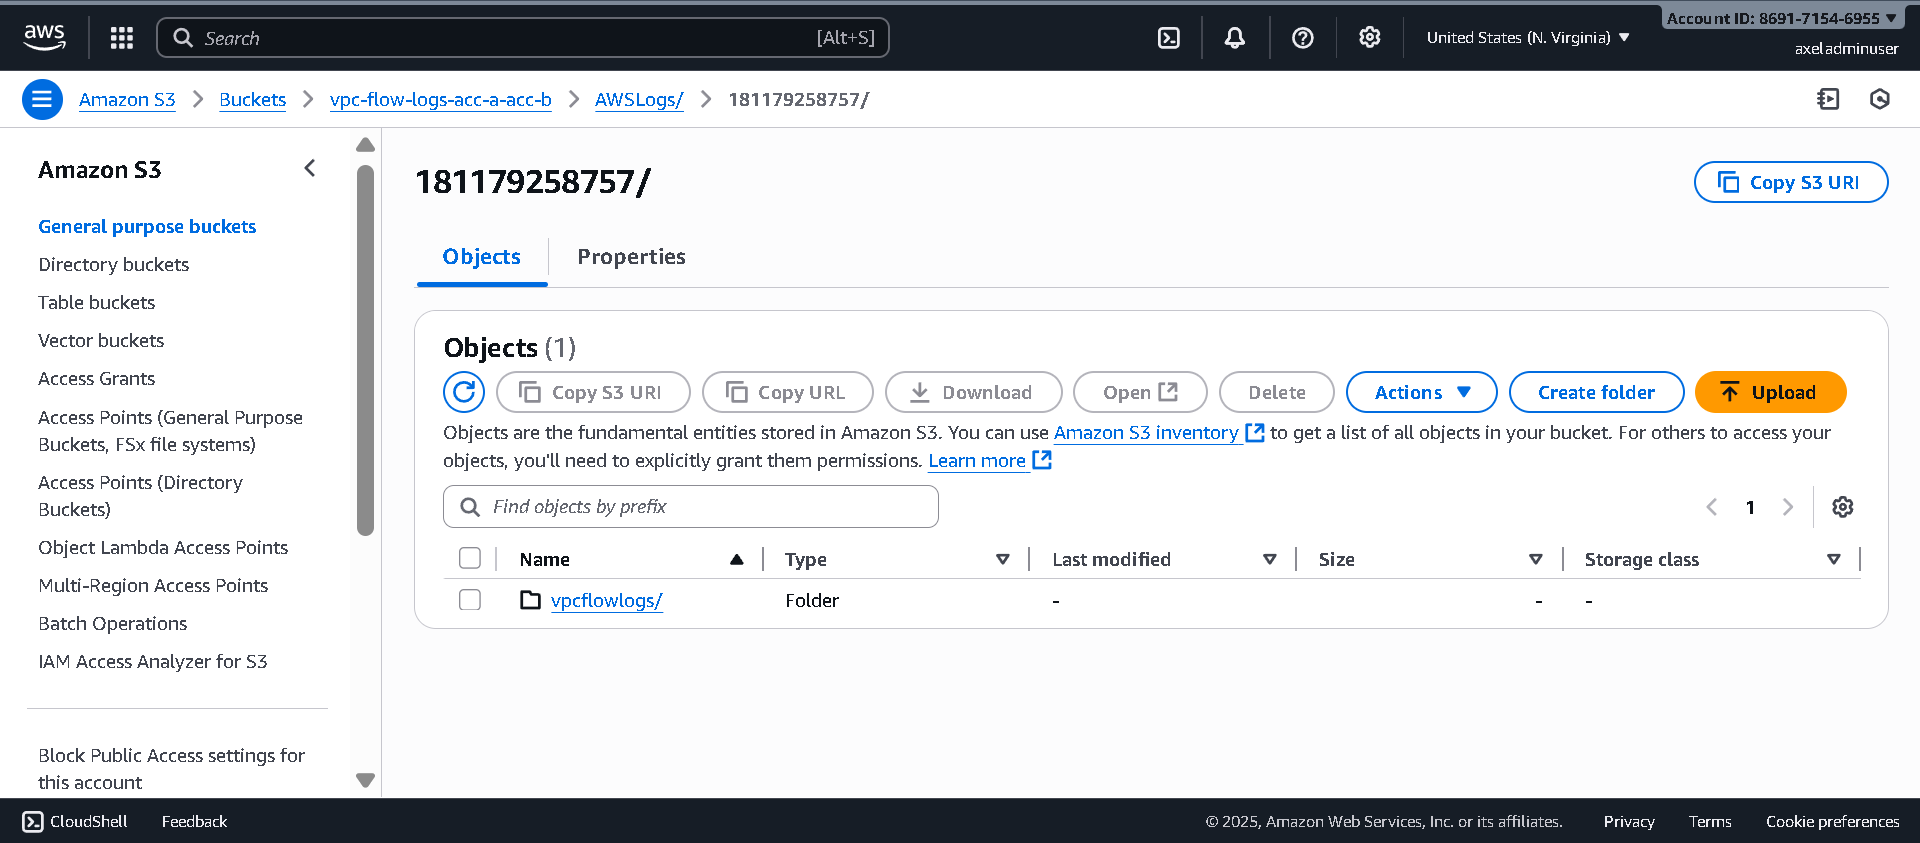 aws
Search
[Alt+S]
United States (N. Virginia)
Account ID: 8691-7154-6955
axeladminuser
Amazon S3
Buckets
vpc-flow-logs-acc-a-acc-b
AWSLogs/
181179258757/
Amazon S3
General purpose buckets
Directory buckets
Table buckets
Vector buckets
Access Grants
Access Points (General Purpose
Buckets, FSx file systems)
Access Points (Directory
Buckets)
Object Lambda Access Points
Multi-Region Access Points
Batch Operations
IAM Access Analyzer for S3
Block Public Access settings for
this account
181179258757/
Copy S3 URI
Objects
Properties
Objects (1)
Copy S3 URI
Copy URL
Download
Open
Delete
Actions
Create folder
Upload
Objects are the fundamental entities stored in Amazon S3. You can use Amazon S3 inventory to get a list of all objects in your bucket. For others to access your
objects, you'll need to explicitly grant them permissions. Learn more
Find objects by prefix
1
Name
Type
Last modified
Size
Storage class
vpcflowlogs/
Folder
-
-
-
CloudShell
Feedback
© 2025, Amazon Web Services, Inc. or its affiliates.
Privacy
Terms
Cookie preferences